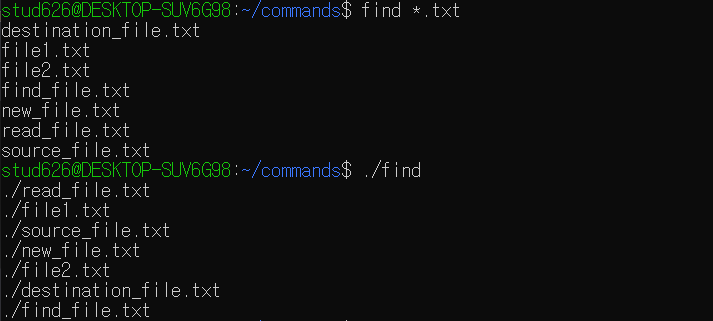 stud626@DESKTOP-SUV6G98:~/commands$ find *.txt
destination_file.txt
file1.txt
file2.txt
find_file.txt
new_file.txt
read_file.txt
source_file.txt
stud626@DESKTOP-SUV6G98:~/commands$ ./find
./read_file.txt
./file1.txt
./source_file.txt
./new_file.txt
./file2.txt
./destination_file.txt
./find_file.txt